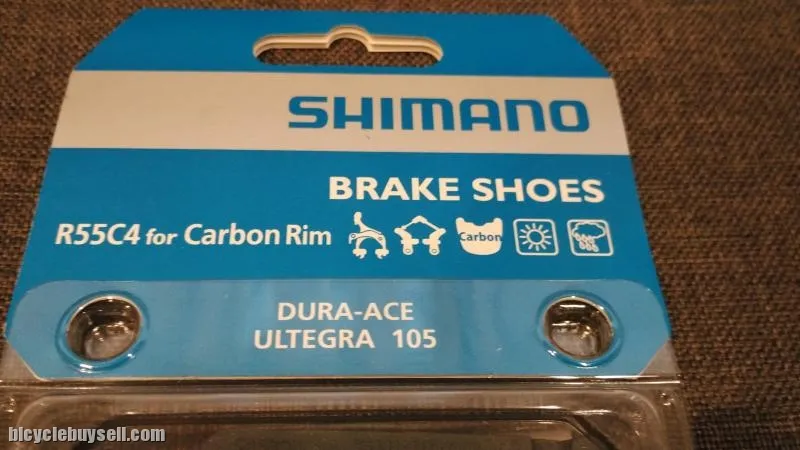 SHIMANO
BRAKE SHOES
R55C4 for Carbon Rim
Carbon
DURA-ACE
ULTEGRA 105
bicyclebuysell.com